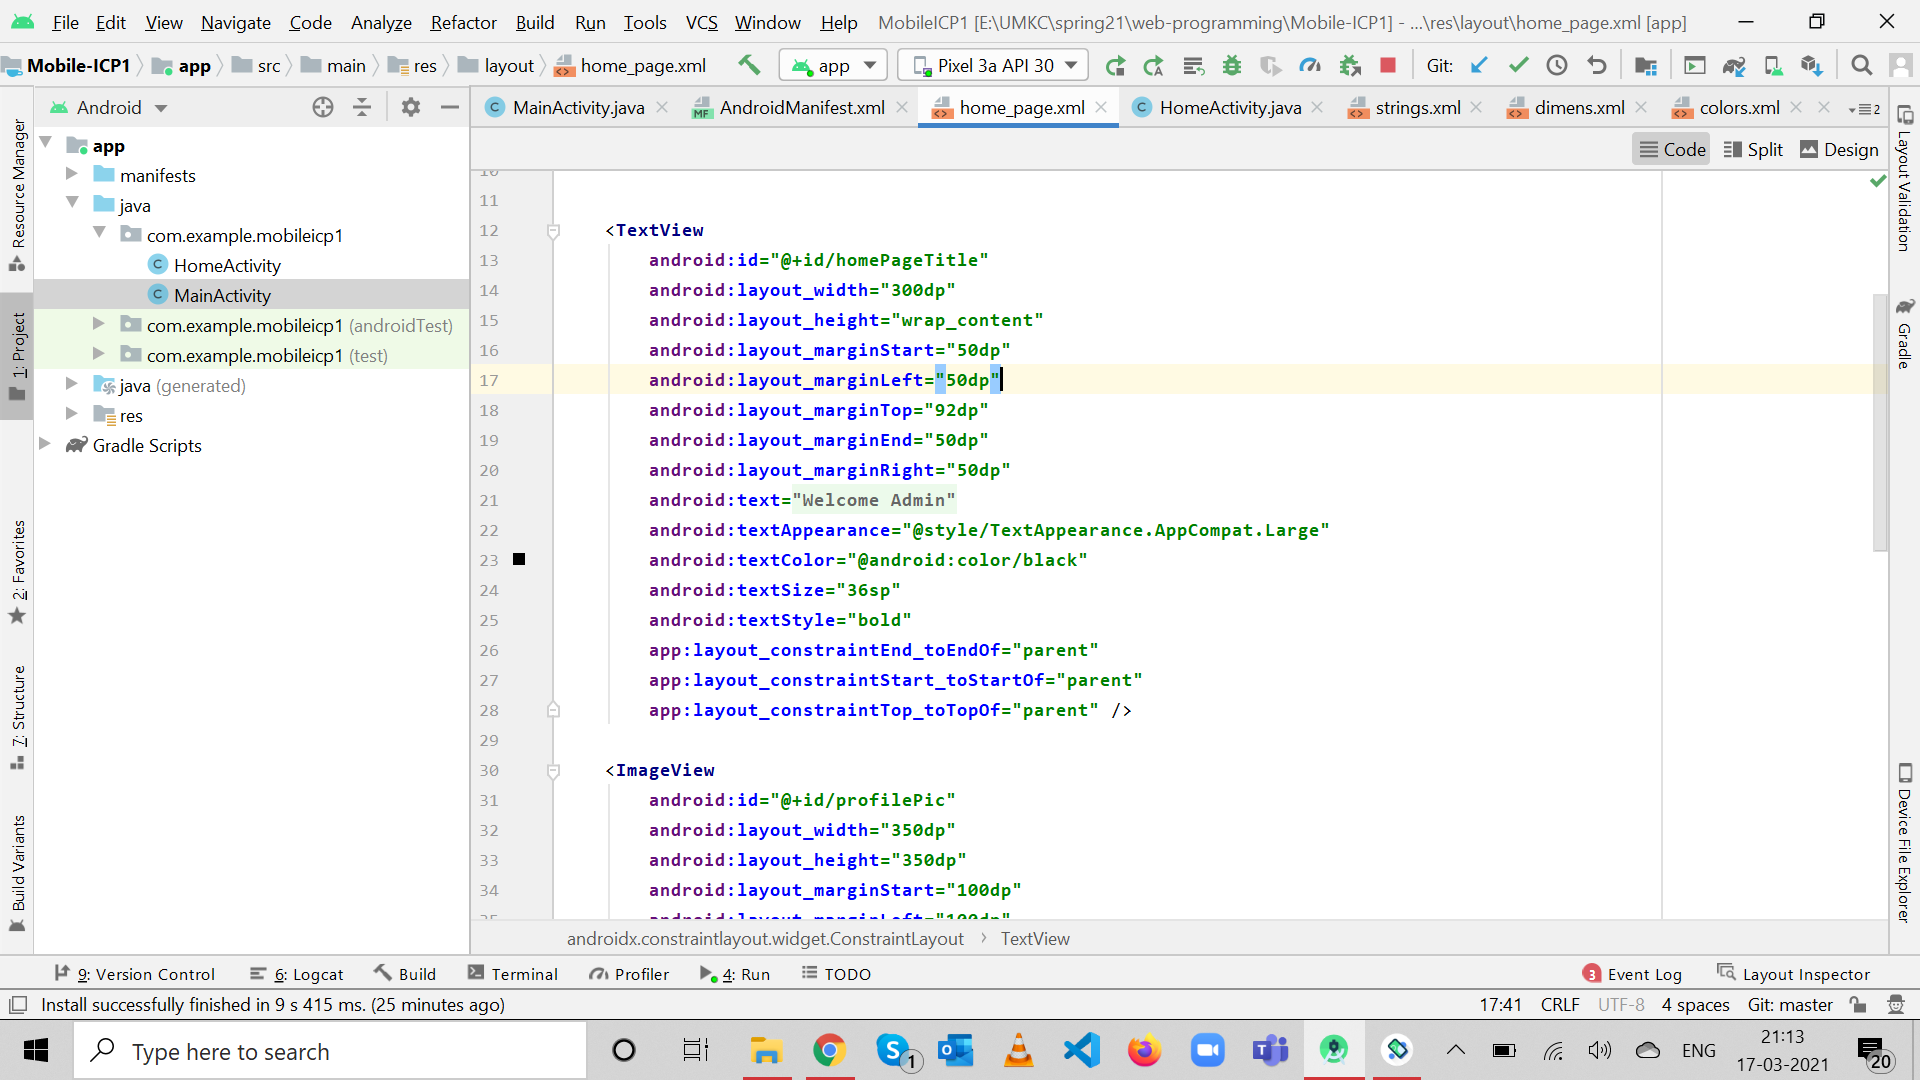 File Edit View Navigate Code Analyze Refactor Build Run Tools VCS Window Help MobileICP1 [E:\UMKC\spring21\web-programming\Mobile-ICP1] - ...\res\layout\home_page.xml [app]
Mobile-ICP1 app src main res layout home_page.xml app Pixel 3a API 30 Git:
Android MainActivity.java AndroidManifest.xml home_page.xml HomeActivity.java strings.xml dimens.xml colors.xml 2
Code Split Design
app
manifests
java
com.example.mobileicp1
HomeActivity
MainActivity
com.example.mobileicp1 (androidTest)
com.example.mobileicp1 (test)
java (generated)
res
Gradle Scripts
Resource Manager
1: Project
2: Favorites
7: Structure
Build Variants
10
11
12 <TextView
13 android:id="@+id/homePageTitle"
14 android:layout_width="300dp"
15 android:layout_height="wrap_content"
16 android:layout_marginStart="50dp"
17 android:layout_marginLeft="50dp"
18 android:layout_marginTop="92dp"
19 android:layout_marginEnd="50dp"
20 android:layout_marginRight="50dp"
21 android:text="Welcome Admin"
22 android:textAppearance="@style/TextAppearance.AppCompat.Large"
23 android:textColor="@android:color/black"
24 android:textSize="36sp"
25 android:textStyle="bold"
26 app:layout_constraintEnd_toEndOf="parent"
27 app:layout_constraintStart_toStartOf="parent"
28 app:layout_constraintTop_toTopOf="parent" />
29
30 <ImageView
31 android:id="@+id/profilePic"
32 android:layout_width="350dp"
33 android:layout_height="350dp"
34 android:layout_marginStart="100dp"
35 android:layout_marginLeft="100dp"
Layout Validation
Gradle
Device File Explorer
androidx.constraintlayout.widget.ConstraintLayout TextView
9: Version Control 6: Logcat Build Terminal Profiler 4: Run TODO 3 Event Log Layout Inspector
Install successfully finished in 9 s 415 ms. (25 minutes ago) 17:41 CRLF UTF-8 4 spaces Git: master
Type here to search 1 ENG 21:13
17-03-2021 20